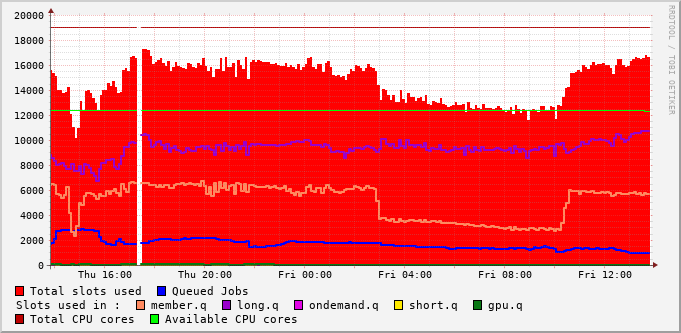 20000
18000
16000
14000
12000
10000
8000
6000
4000
2000
0
Thu 16:00 Thu 20:00 Fri 00:00 Fri 04:00 Fri 08:00 Fri 12:00
RRDTOOL / TOBI OETIKER
Total slots used Queued Jobs
Slots used in : member.q long.q ondemand.q short.q gpu.q
Total CPU cores Available CPU cores